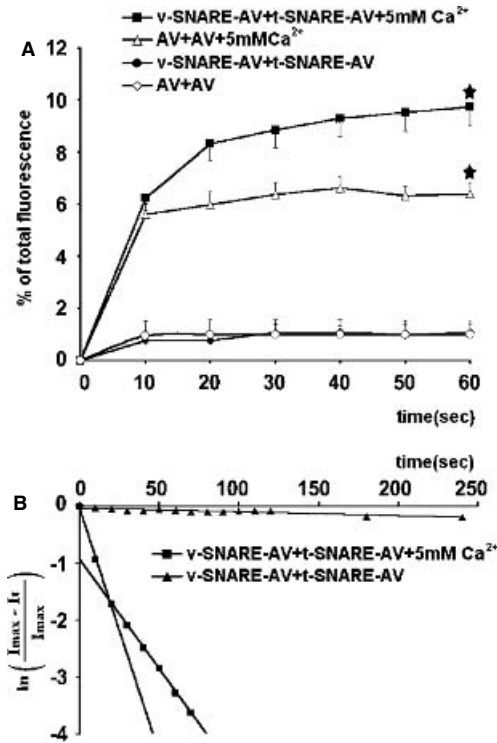 v-SNARE-AV+t-SNARE-AV+5mM Ca2+
AV+AV+5mMCa2+
v-SNARE-AV+t-SNARE-AV
AV+AV
A
12
10
8
6
4
2
0
% of total fluorescence
0 10 20 30 40 50 60
time(sec)
time(sec)
B
0 50 100 150 200 250
0
-1
-2
-3
-4
v-SNARE-AV+t-SNARE-AV+5mM Ca2+
v-SNARE-AV+t-SNARE-AV
ln (Imax - It / Imax)